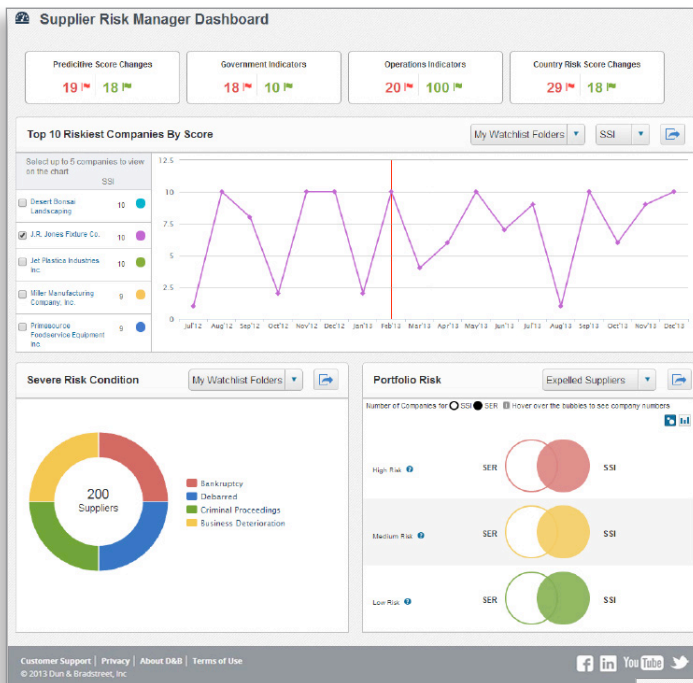 Supplier Risk Manager Dashboard
Predicitive Score Changes
19 18
Government Indicators
18 10
Operations Indicators
20 100
Country Risk Score Changes
29 18
Top 10 Riskiest Companies By Score
My Watchlist Folders
SSI
Select up to 5 companies to view
on the chart
SSI
Desert Bonsai
Landscaping
10
J.R. Jones Fixture Co.
10
Jet Plastica Industries
Inc
10
Miller Manufacturing
Company, Inc.
9
Primesource
Foodservice Equipment
Inc.
9
12.5
10
7.5
5
2.5
0
Jul'12 Aug'12 Sep'12 Oct'12 Nov'12 Dec'12 Jan'13 Feb'13 Mar'13 Apr'13 May'13 Jun'13 Jul'13 Aug'13 Sep'13 Oct'13 Nov'13 Dec'13
Severe Risk Condition
My Watchlist Folders
200
Suppliers
Bankruptcy
Debarred
Criminal Proceedings
Business Deterioration
Portfolio Risk
Expelled Suppliers
Number of Companies for SSI SER Hover over the bubbles to see company numbers
High Risk
SER
SSI
Medium Risk
SER
SSI
Low Risk
SER
SSI
Customer Support | Privacy | About D&B | Terms of Use
© 2013 Dun & Bradstreet, Inc
f in You Tube